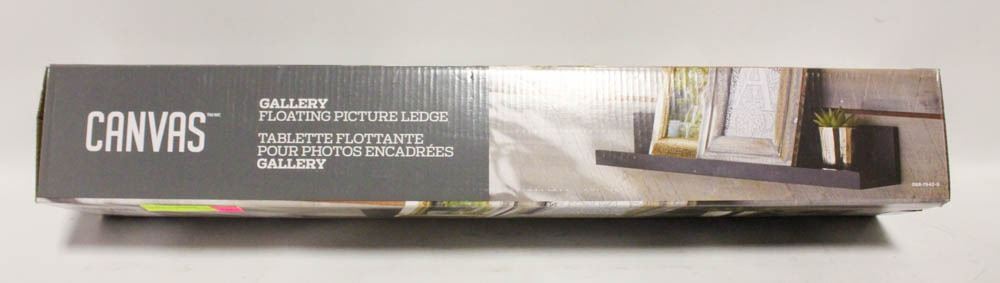 CANVAS
GALLERY
FLOATING PICTURE LEDGE
TABLETTE FLOTTANTE
POUR PHOTOS ENCADRÉES
GALLERY
A